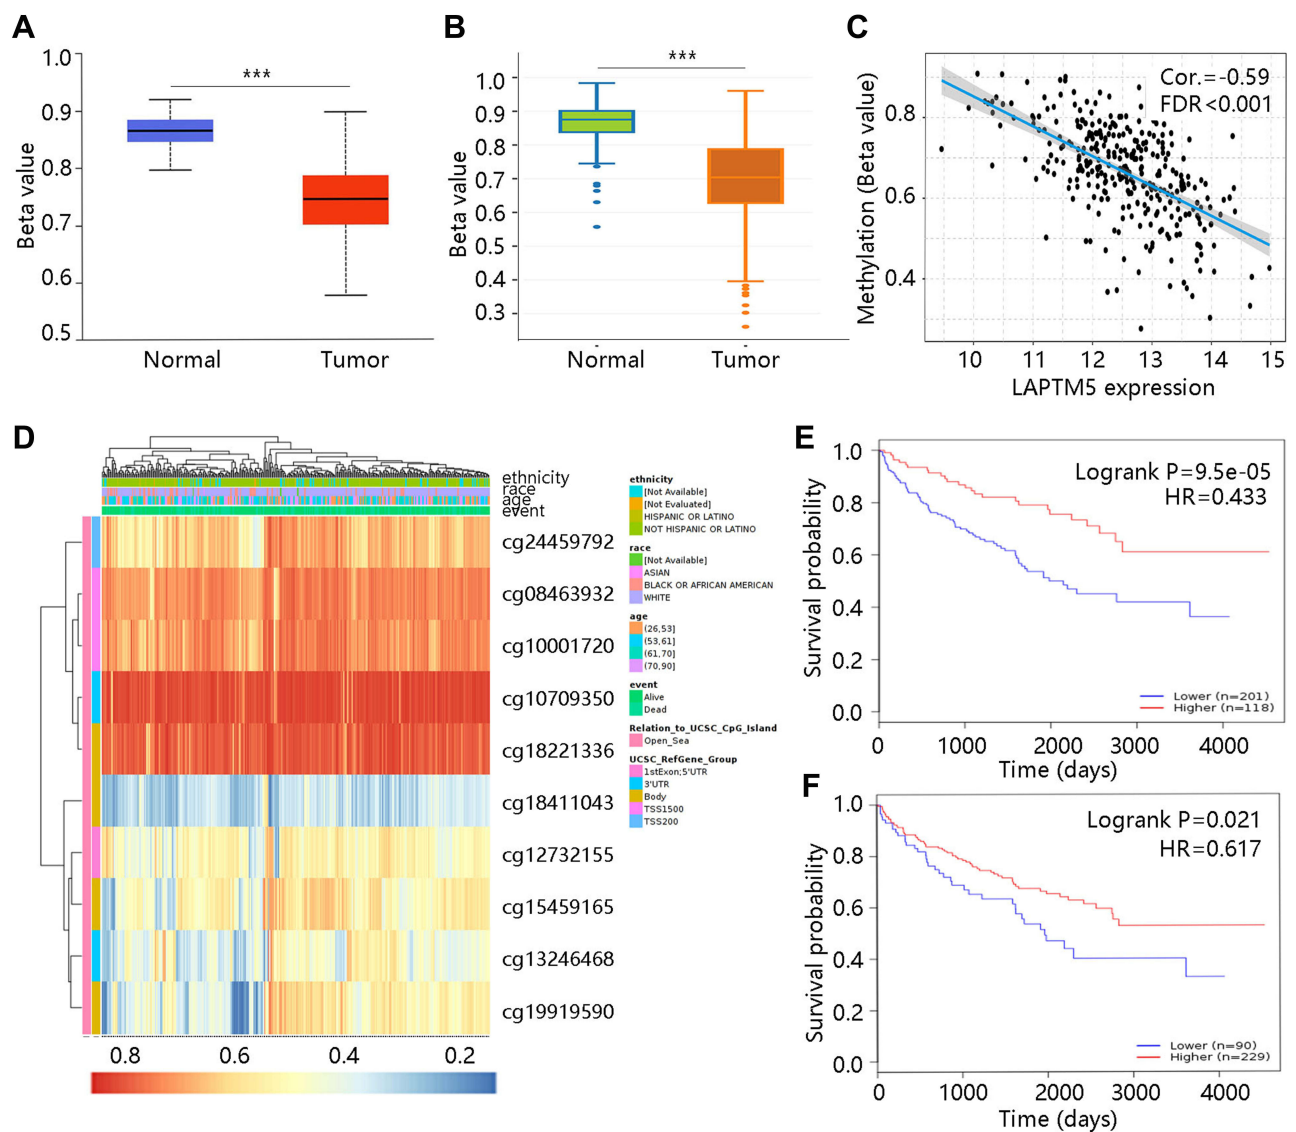 A
1.0
0.9
0.8
0.7
0.6
0.5
Beta value
***
Normal
Tumor
B
1.0
0.9
0.8
0.7
0.6
0.5
0.4
0.3
Beta value
***
Normal
Tumor
C
Cor.=-0.59
FDR<0.001
0.8
0.6
0.4
Methylation (Beta value)
10 11 12 13 14 15
LAPTM5 expression
D
ethnicity
race
age
event
cg24459792
cg08463932
cg10001720
cg10709350
cg18221336
cg18411043
cg12732155
cg15459165
cg13246468
cg19919590
0.8 0.6 0.4 0.2
ethnicity
[Not Available]
[Not Evaluated]
HISPANIC OR LATINO
NOT HISPANIC OR LATINO
race
[Not Available]
ASIAN
BLACK OR AFRICAN AMERICAN
WHITE
age
(26,53]
(53,61]
(61,70]
(70,90]
event
Alive
Dead
Relation_to_UCSC_CpG_Island
Open_Sea
UCSC_RefGene_Group
1stExon;5'UTR
3'UTR
Body
TSS1500
TSS200
E
Logrank P=9.5e-05
HR=0.433
1.0
0.8
0.6
0.4
0.2
0.0
Survival probability
Lower (n=201)
Higher (n=118)
0 1000 2000 3000 4000
Time (days)
F
Logrank P=0.021
HR=0.617
1.0
0.8
0.6
0.4
0.2
0.0
Survival probability
Lower (n=90)
Higher (n=229)
0 1000 2000 3000 4000
Time (days)